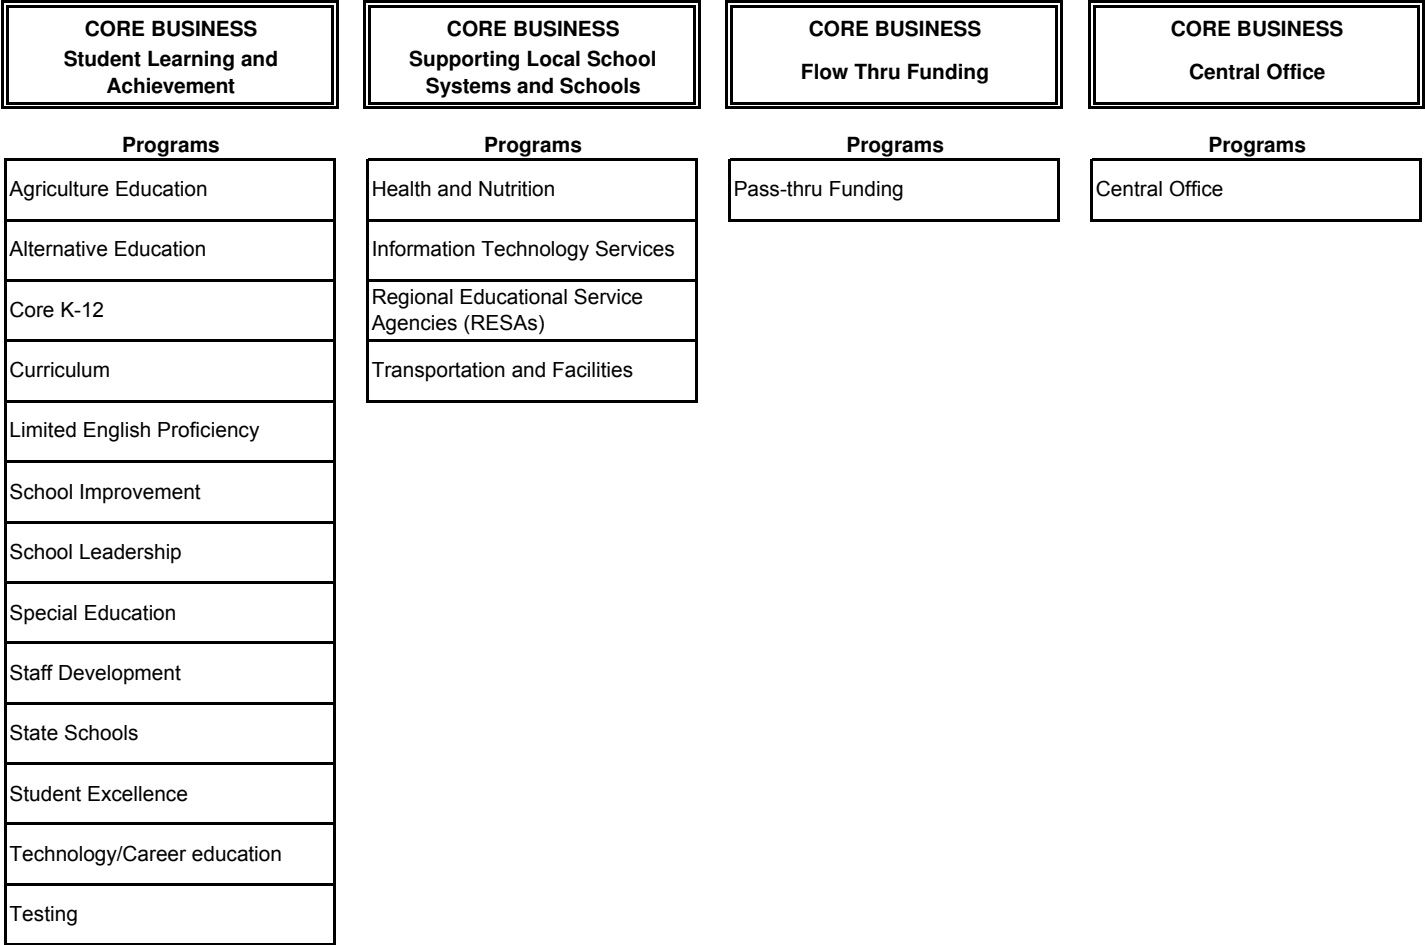 CORE BUSINESS
Student Learning and
Achievement
CORE BUSINESS
Supporting Local School
Systems and Schools
CORE BUSINESS
Flow Thru Funding
CORE BUSINESS
Central Office
Programs
Agriculture Education
Alternative Education
Core K-12
Curriculum
Limited English Proficiency
School Improvement
School Leadership
Special Education
Staff Development
State Schools
Student Excellence
Technology/Career education
Testing
Programs
Health and Nutrition
Information Technology Services
Regional Educational Service
Agencies (RESAs)
Transportation and Facilities
Programs
Pass-thru Funding
Programs
Central Office